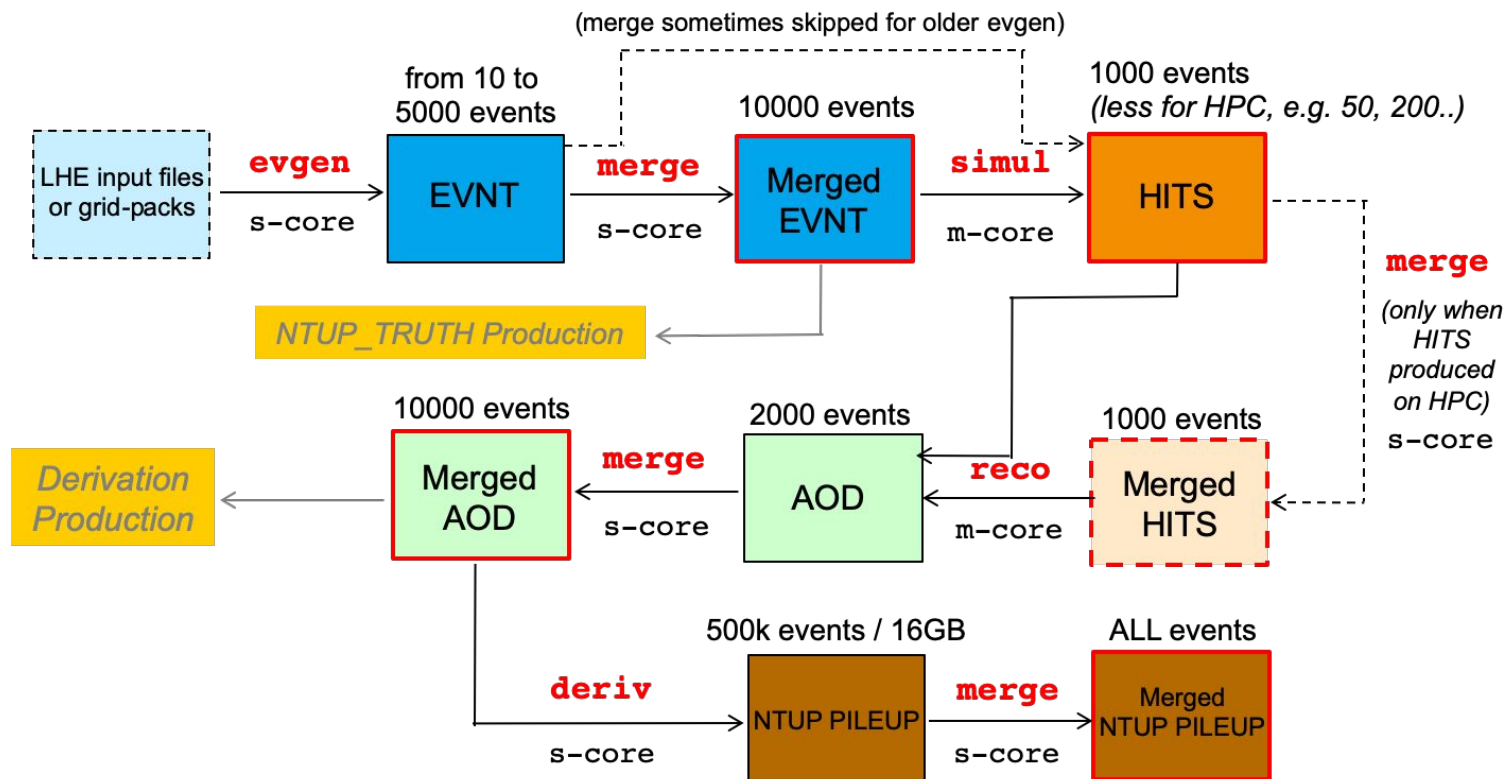 (merge sometimes skipped for older evgen)
from 10 to
5000 events
10000 events
1000 events
(less for HPC, e.g. 50, 200..)
LHE input files
or grid-packs
evgen
s-core
EVNT
merge
s-core
Merged
EVNT
simul
m-core
HITS
merge
(only when
HITS
produced
on HPC)
s-core
NTUP_TRUTH Production
10000 events
2000 events
1000 events
Derivation
Production
Merged
AOD
merge
s-core
AOD
reco
m-core
Merged
HITS
500k events / 16GB
ALL events
deriv
s-core
NTUP PILEUP
merge
s-core
Merged
NTUP PILEUP